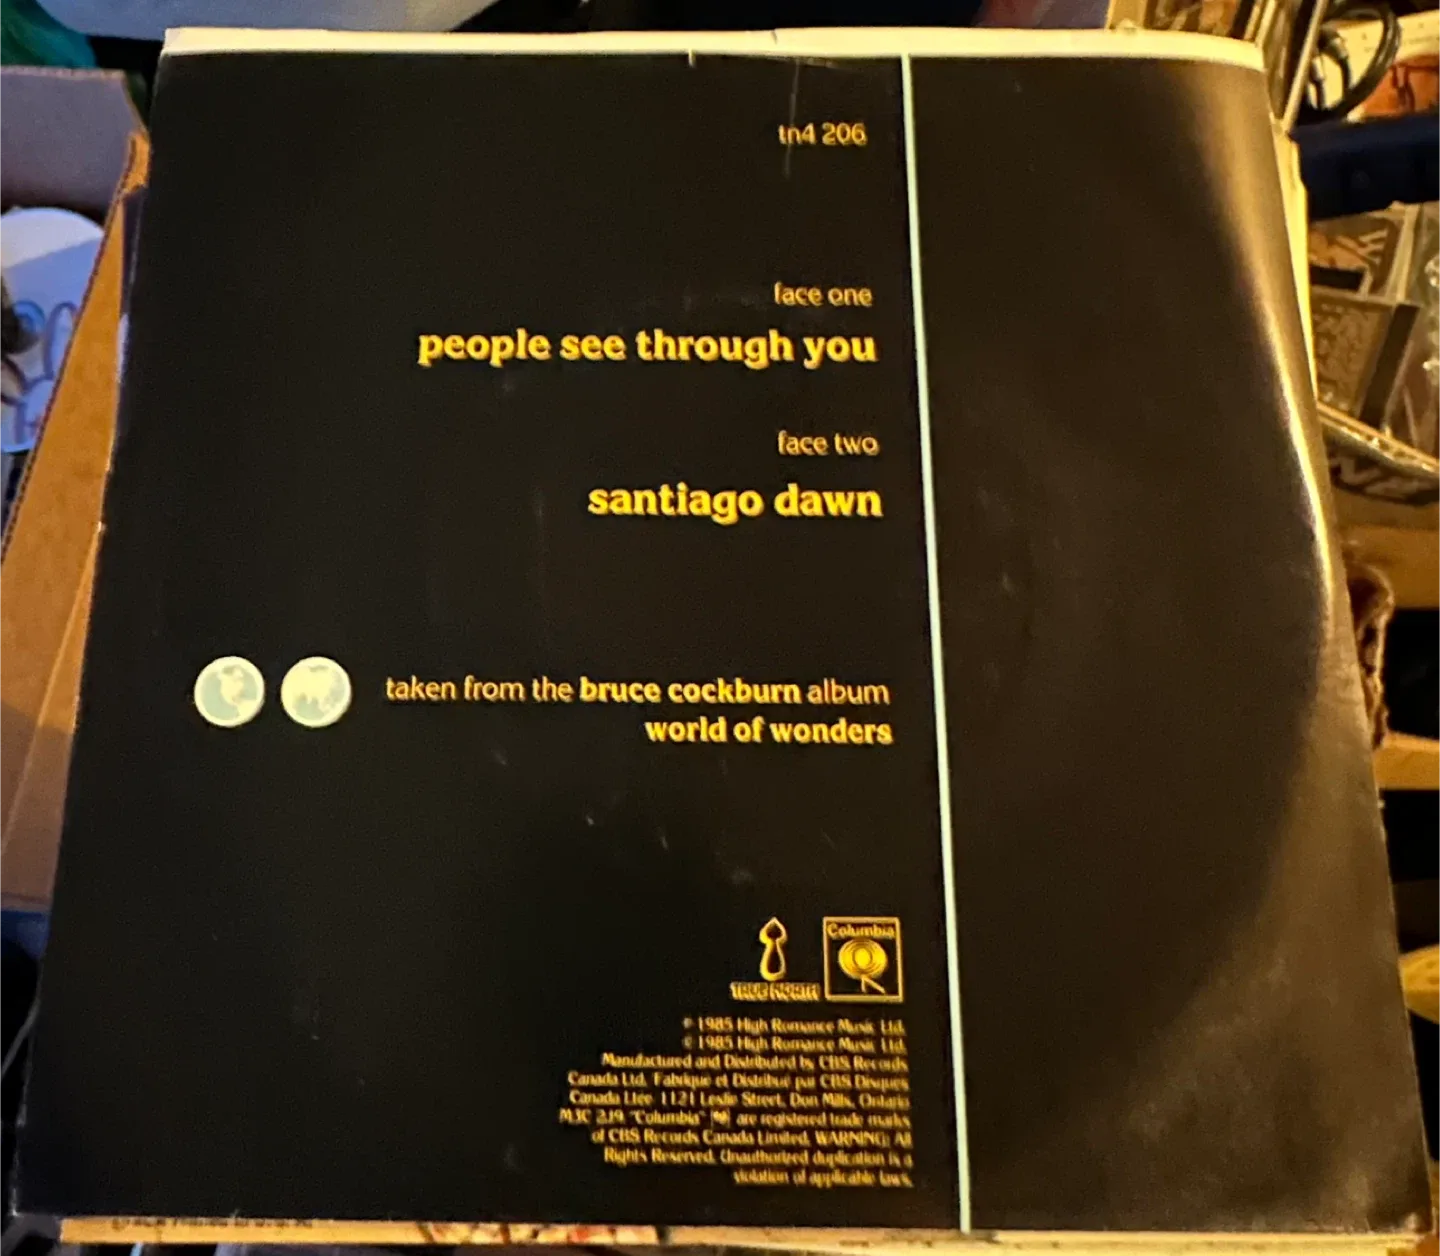 tn4 206
face one
people see through you
face two
santiago dawn
taken from the bruce cockburn album
world of wonders
Columbia
TRUE NORTH
℗ 1985 High Romance Music Ltd.
© 1985 High Romance Music Ltd.
Manufactured and Distributed by CBS Records
Canada Ltd. Fabriqué et Distribué par CBS Disques
Canada Ltée. 1121 Leslie Street, Don Mills, Ontario
M3C 2J9. "Columbia" are registered trade marks
of CBS Records Canada Limited. WARNING: All
Rights Reserved. Unauthorized duplication is a
violation of applicable laws.